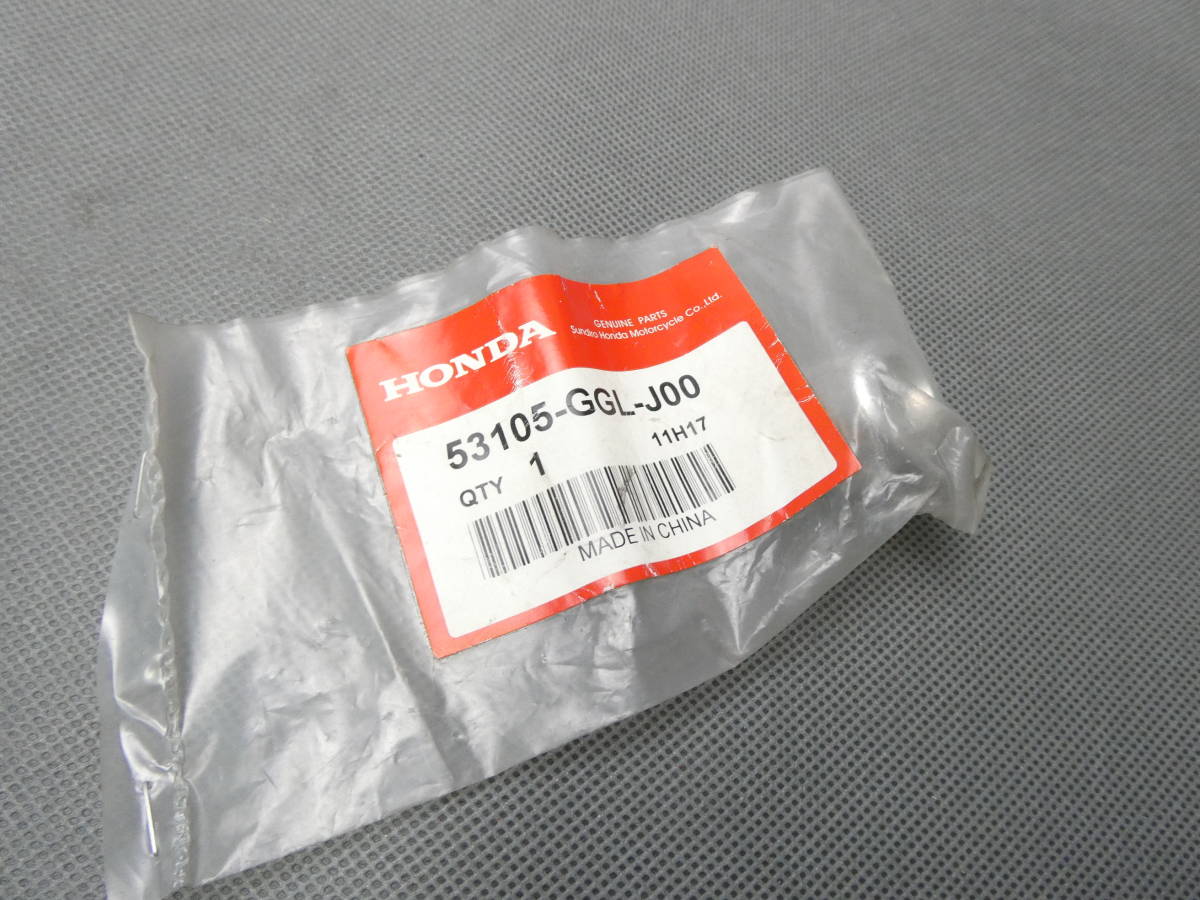 HONDA
GENUINE PARTS
Sundiro Honda Motorcycle Co.,Ltd.
53105-GGL-J00
QTY 1 11H17
MADE IN CHINA